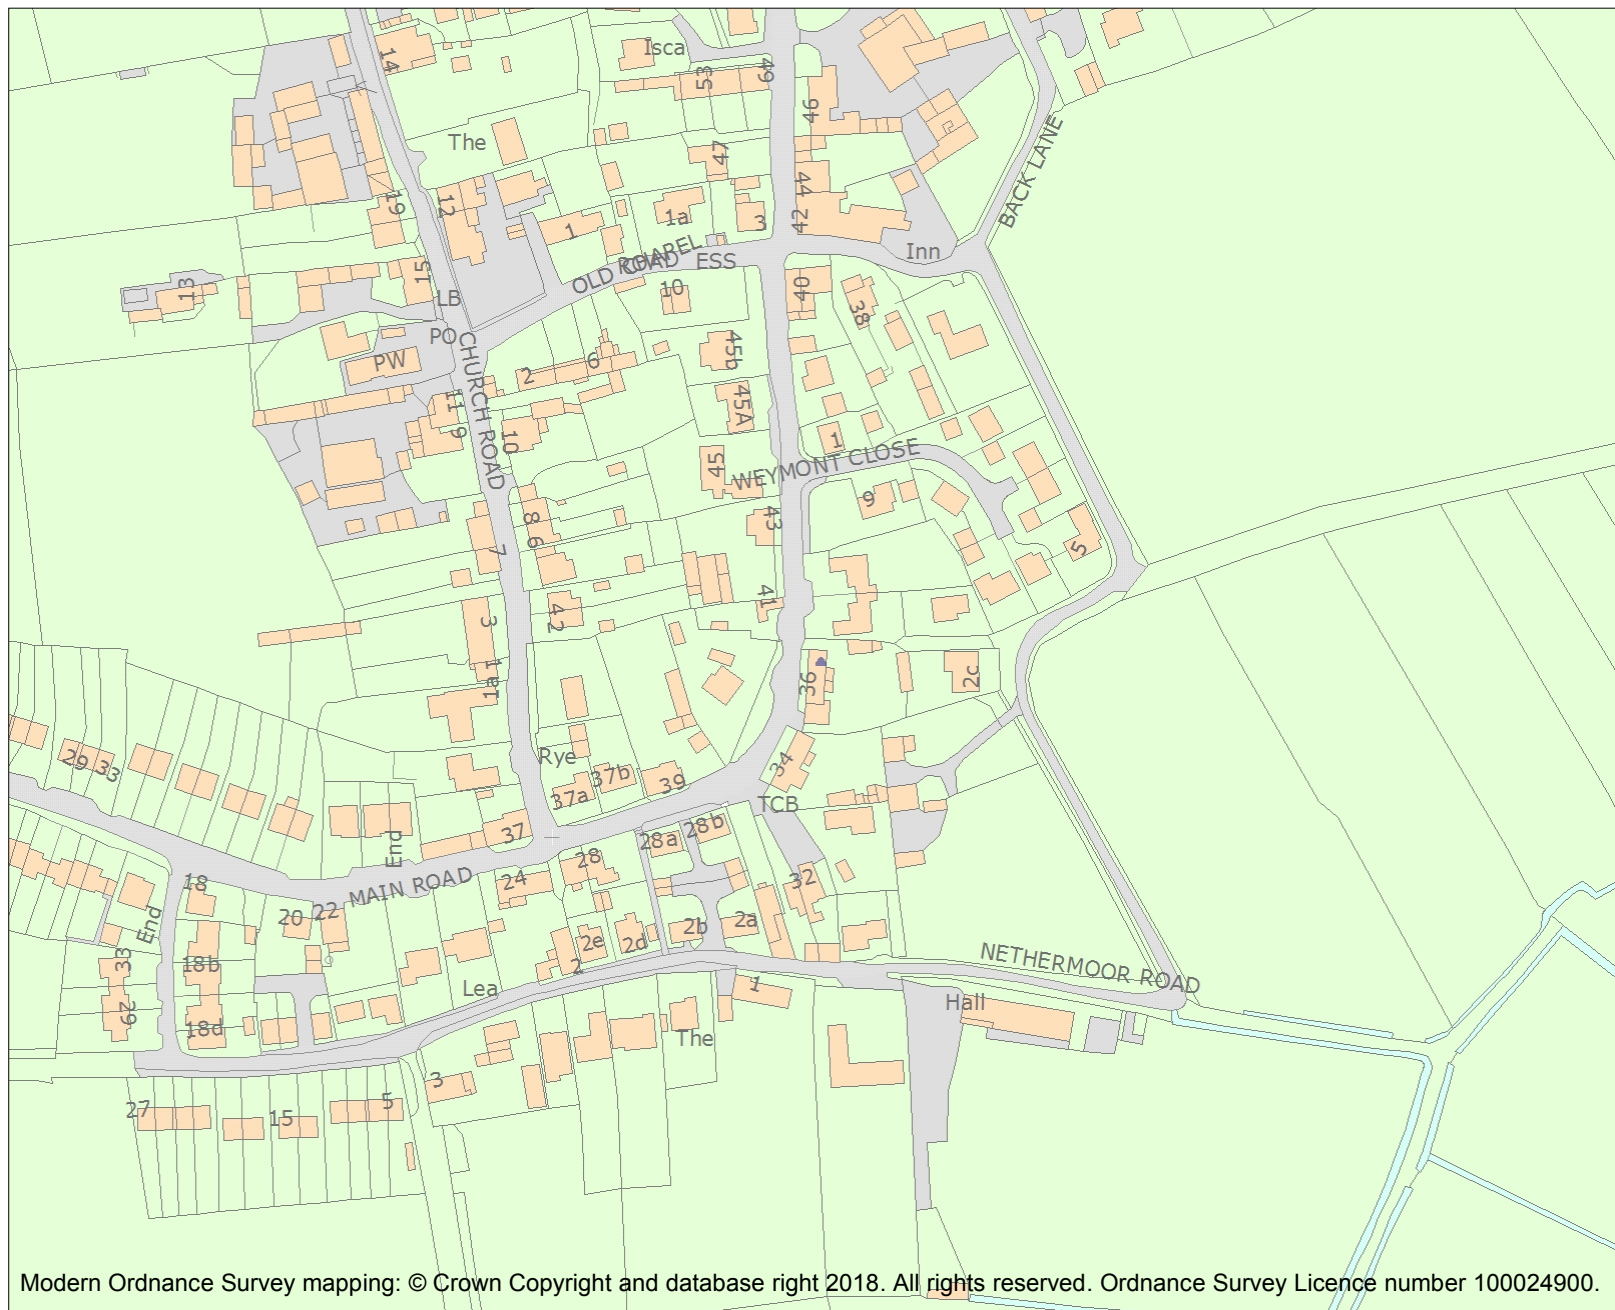 14
Isca
53
49
46
The
47
BACK LANE
44
19
12
1
1a
3
42
OLD CHAPEL
ROAD
ESS
Inn
13
15
LB
10
40
38
PO
PW
CHURCH ROAD
2
6
45b
11
9
10
45A
1
WEYMONT CLOSE
45
9
8
6
43
7
5
41
3
4
2
1a
1
36
2c
29
33
Rye
37a
37b
39
34
TCB
37
28a
28b
End
28
MAIN ROAD
24
32
18
20
22
End
2b
2a
2e
2d
2
33
18b
NETHERMOOR ROAD
Lea
1
Hall
29
18d
The
3
27
15
5
Modern Ordnance Survey mapping: © Crown Copyright and database right 2018. All rights reserved. Ordnance Survey Licence number 100024900.